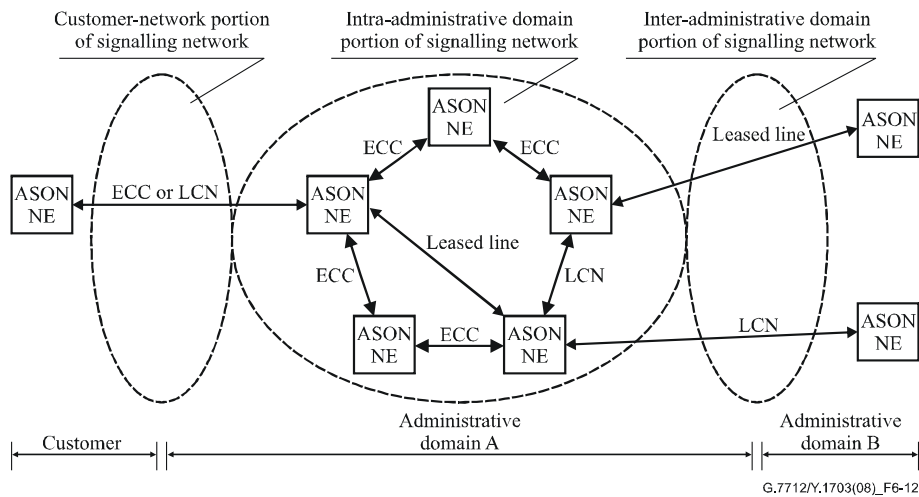 Customer-network portion
of signalling network
Intra-administrative domain
portion of signalling network
Inter-administrative domain
portion of signalling network
ASON
NE
ECC
ECC
ASON
NE
Leased line
ASON
NE
ECC or LCN
ASON
NE
ASON
NE
Leased line
ECC
LCN
ASON
NE
ECC
ASON
NE
LCN
ASON
NE
Customer
Administrative
domain A
Administrative
domain B
G.7712/Y.1703(08)_F6-12